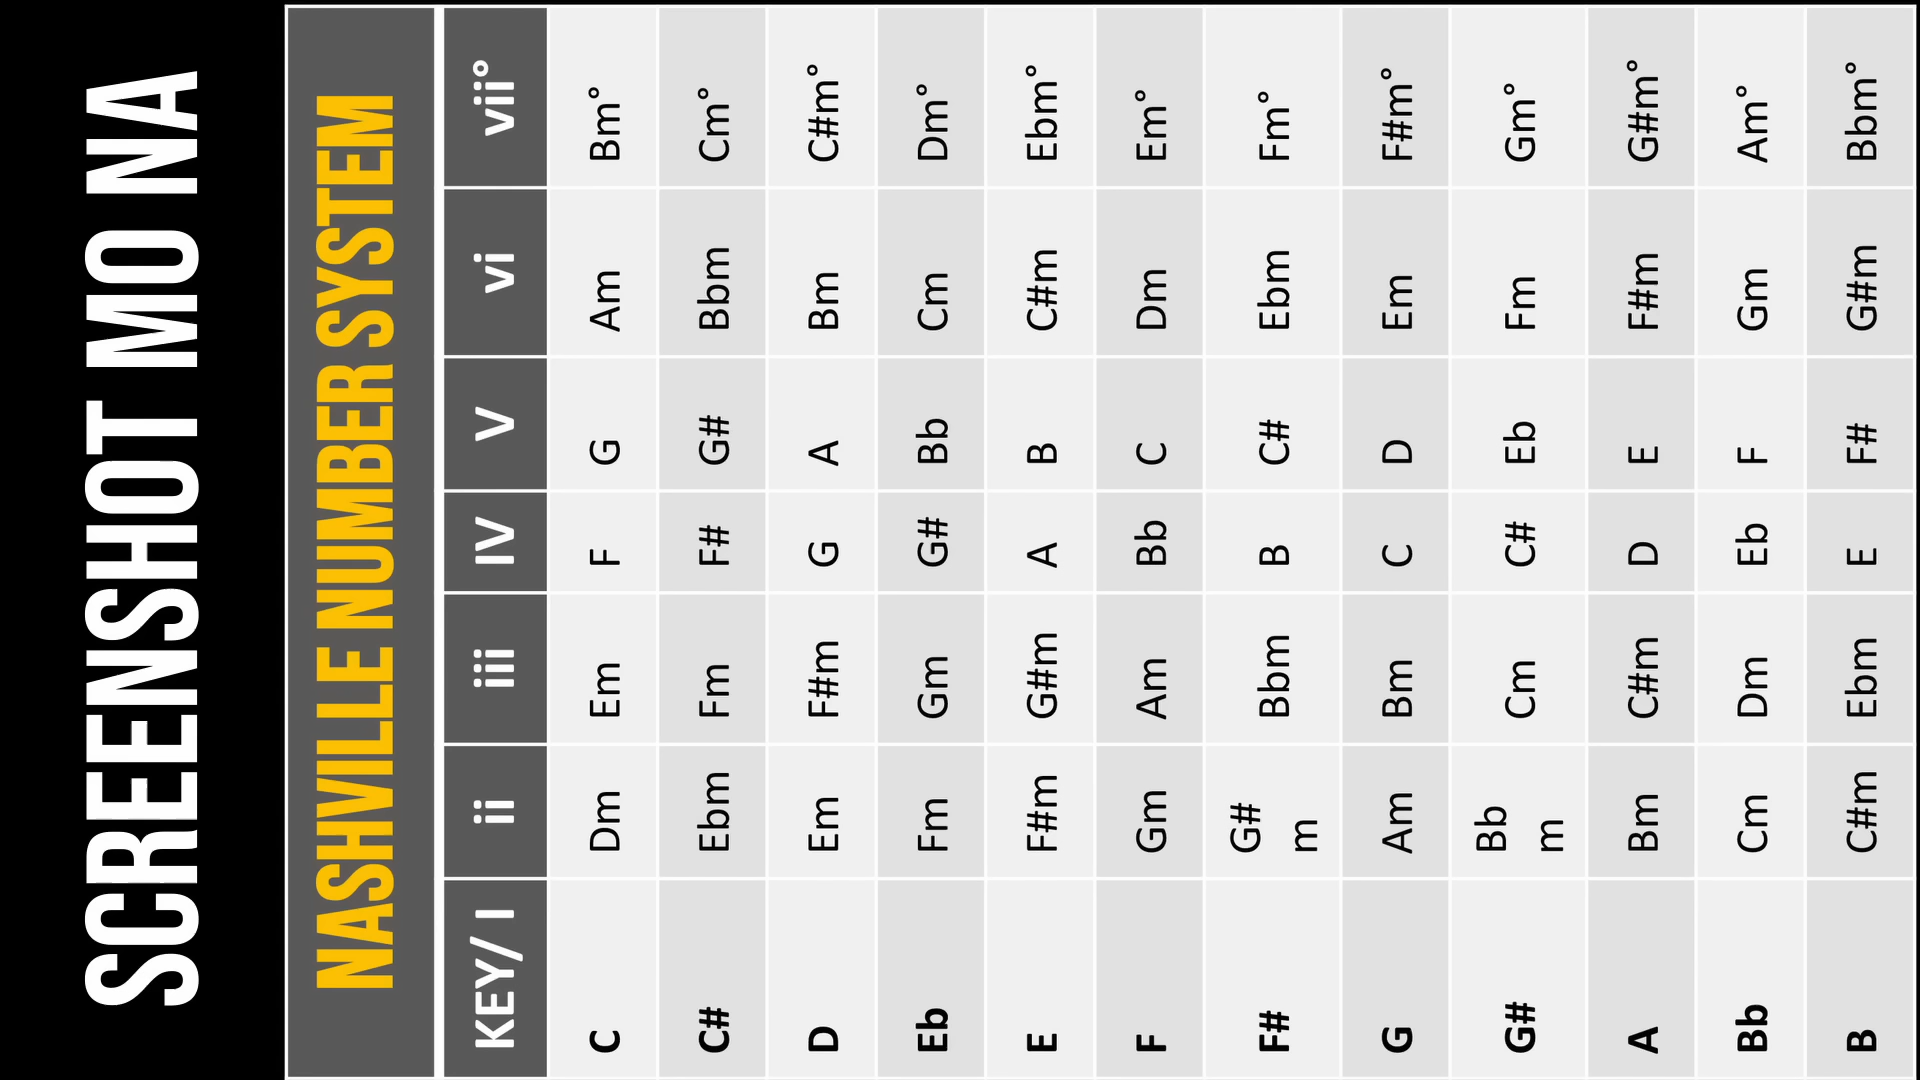 SCREENSHOT MO NA
NASHVILLE NUMBER SYSTEM
KEY/ I ii iii IV V vi vii°
C Dm Em F G Am Bm°
C# Ebm Fm F# G# Bbm Cm°
D Em F#m G A Bm C#m°
Eb Fm Gm G# Bb Cm Dm°
E F#m G#m A B C#m Ebm°
F Gm Am Bb C Dm Em°
F# G# m Bbm B C# Ebm Fm°
G Am Bm C D Em F#m°
G# Bb m Cm C# Eb Fm Gm°
A Bm C#m D E F#m G#m°
Bb Cm Dm Eb F Gm Am°
B C#m Ebm E F# G#m Bbm°